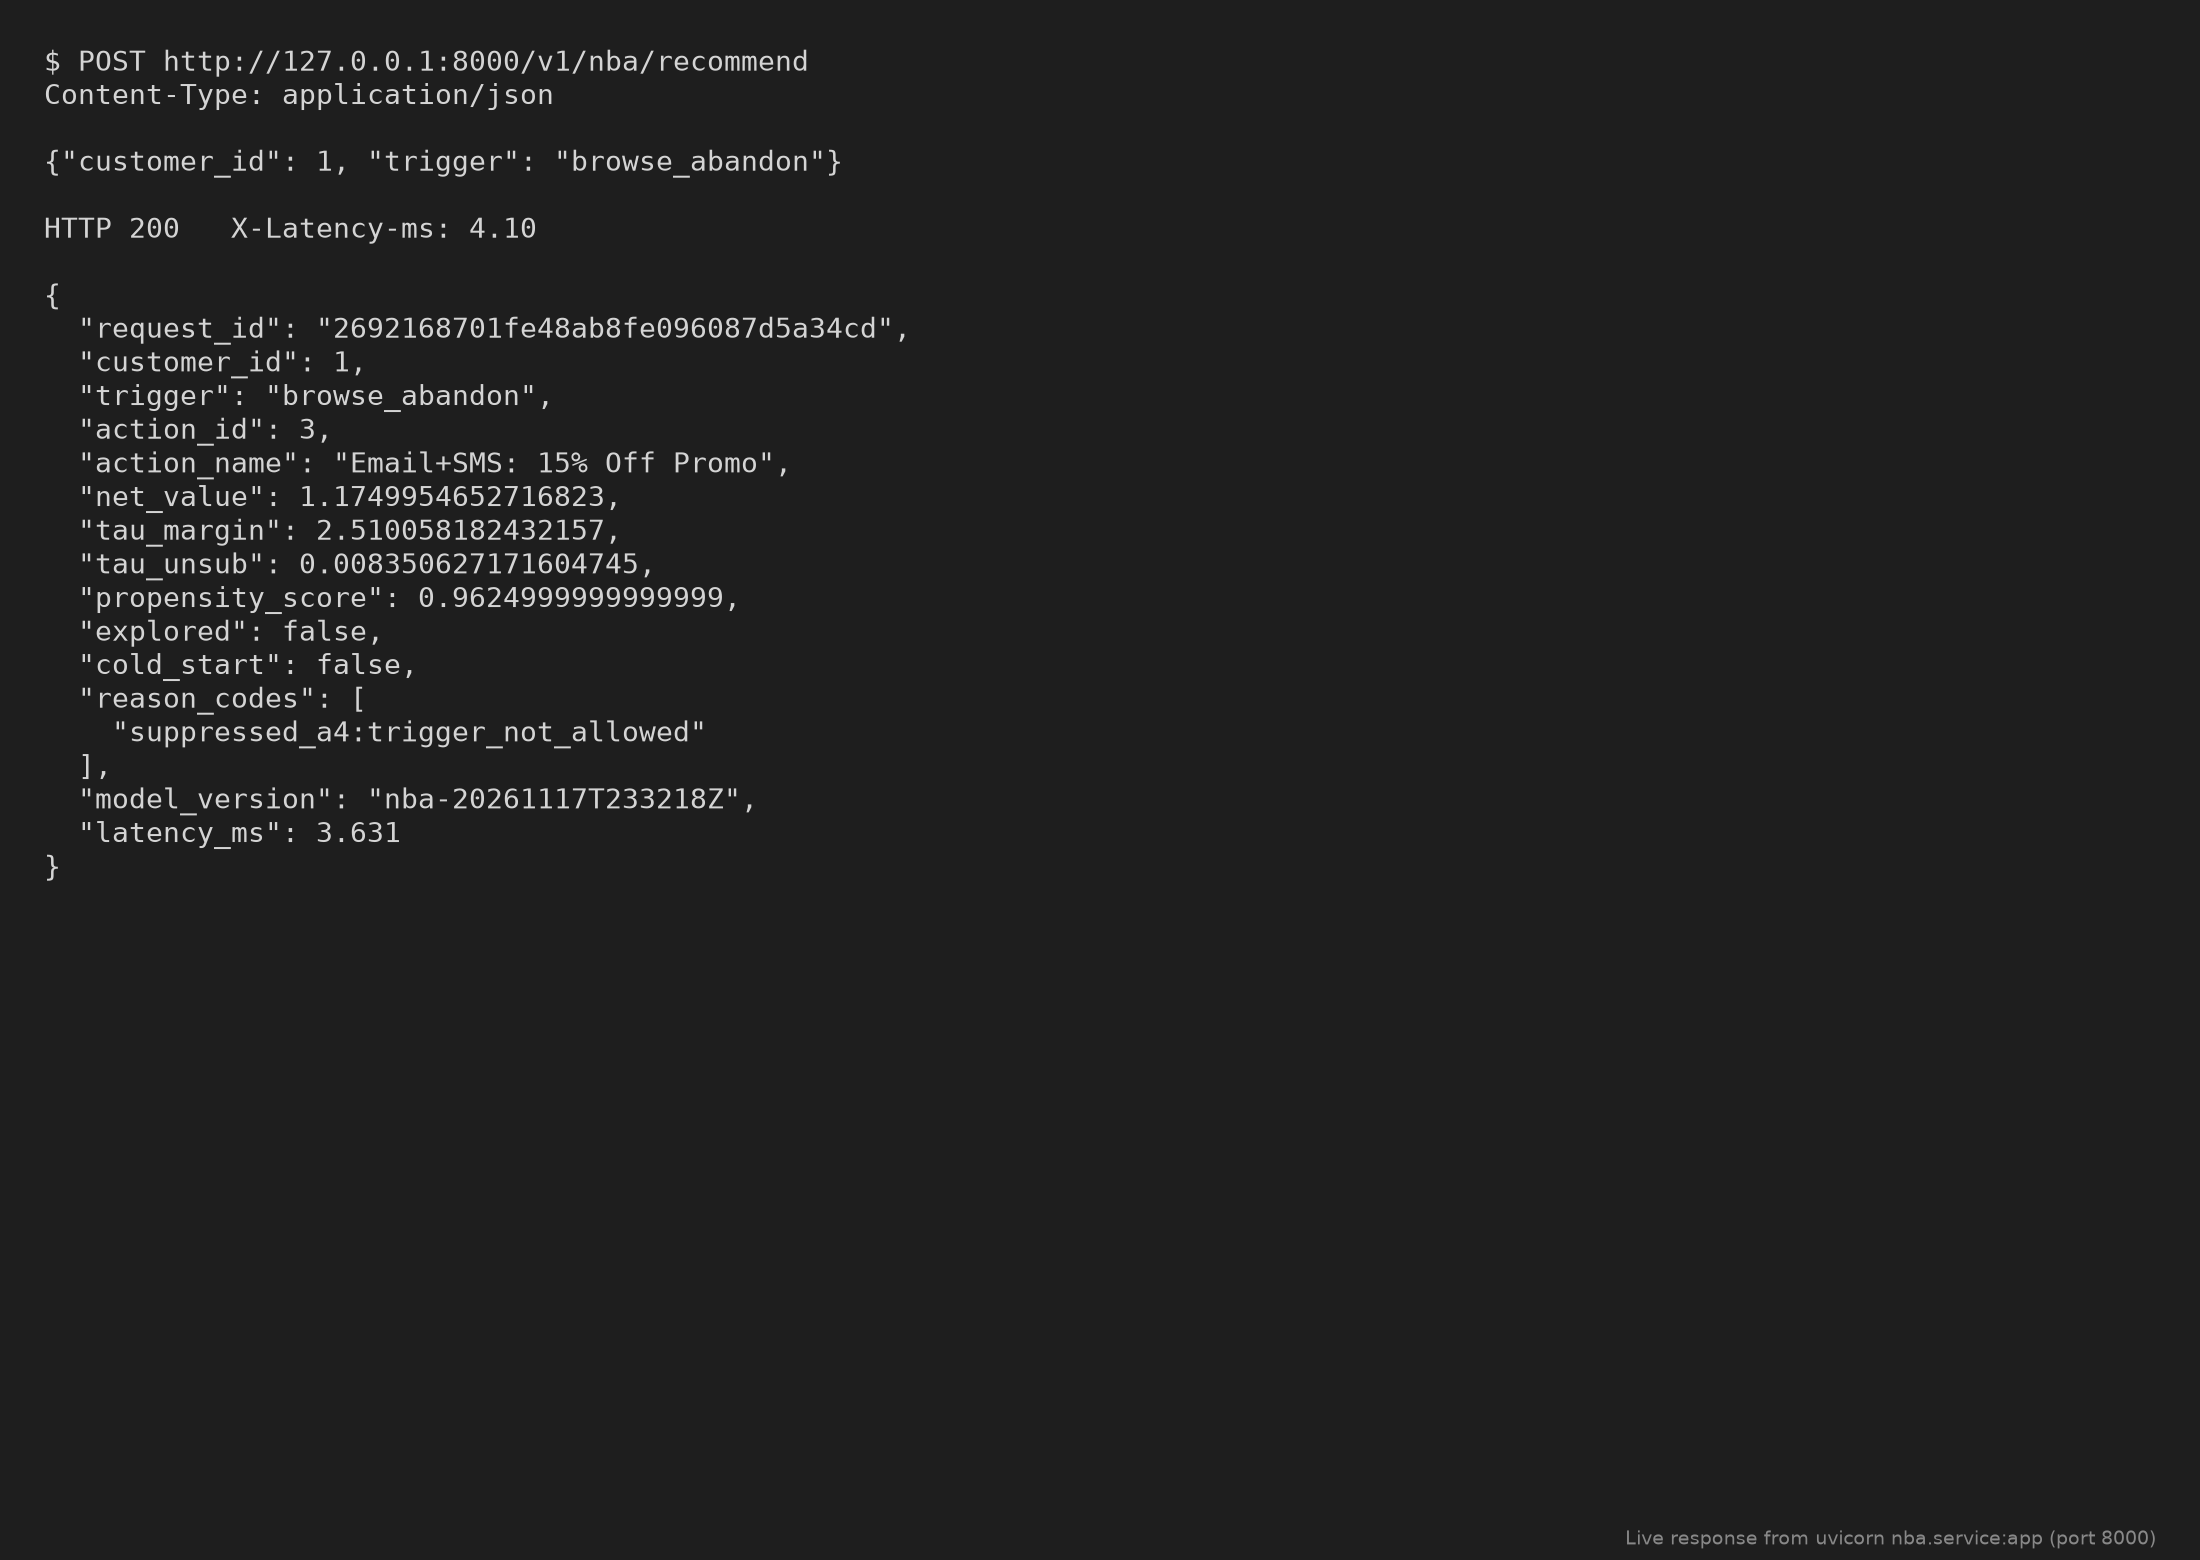 $ POST http://127.0.0.1:8000/v1/nba/recommend
Content-Type: application/json
{"customer_id": 1, "trigger": "browse_abandon"}
HTTP 200   X-Latency-ms: 4.10
{
  "request_id": "2692168701fe48ab8fe096087d5a34cd",
  "customer_id": 1,
  "trigger": "browse_abandon",
  "action_id": 3,
  "action_name": "Email+SMS: 15% Off Promo",
  "net_value": 1.1749954652716823,
  "tau_margin": 2.510058182432157,
  "tau_unsub": 0.008350627171604745,
  "propensity_score": 0.9624999999999999,
  "explored": false,
  "cold_start": false,
  "reason_codes": [
    "suppressed_a4:trigger_not_allowed"
  ],
  "model_version": "nba-20261117T233218Z",
  "latency_ms": 3.631
}
Live response from uvicorn nba.service:app (port 8000)